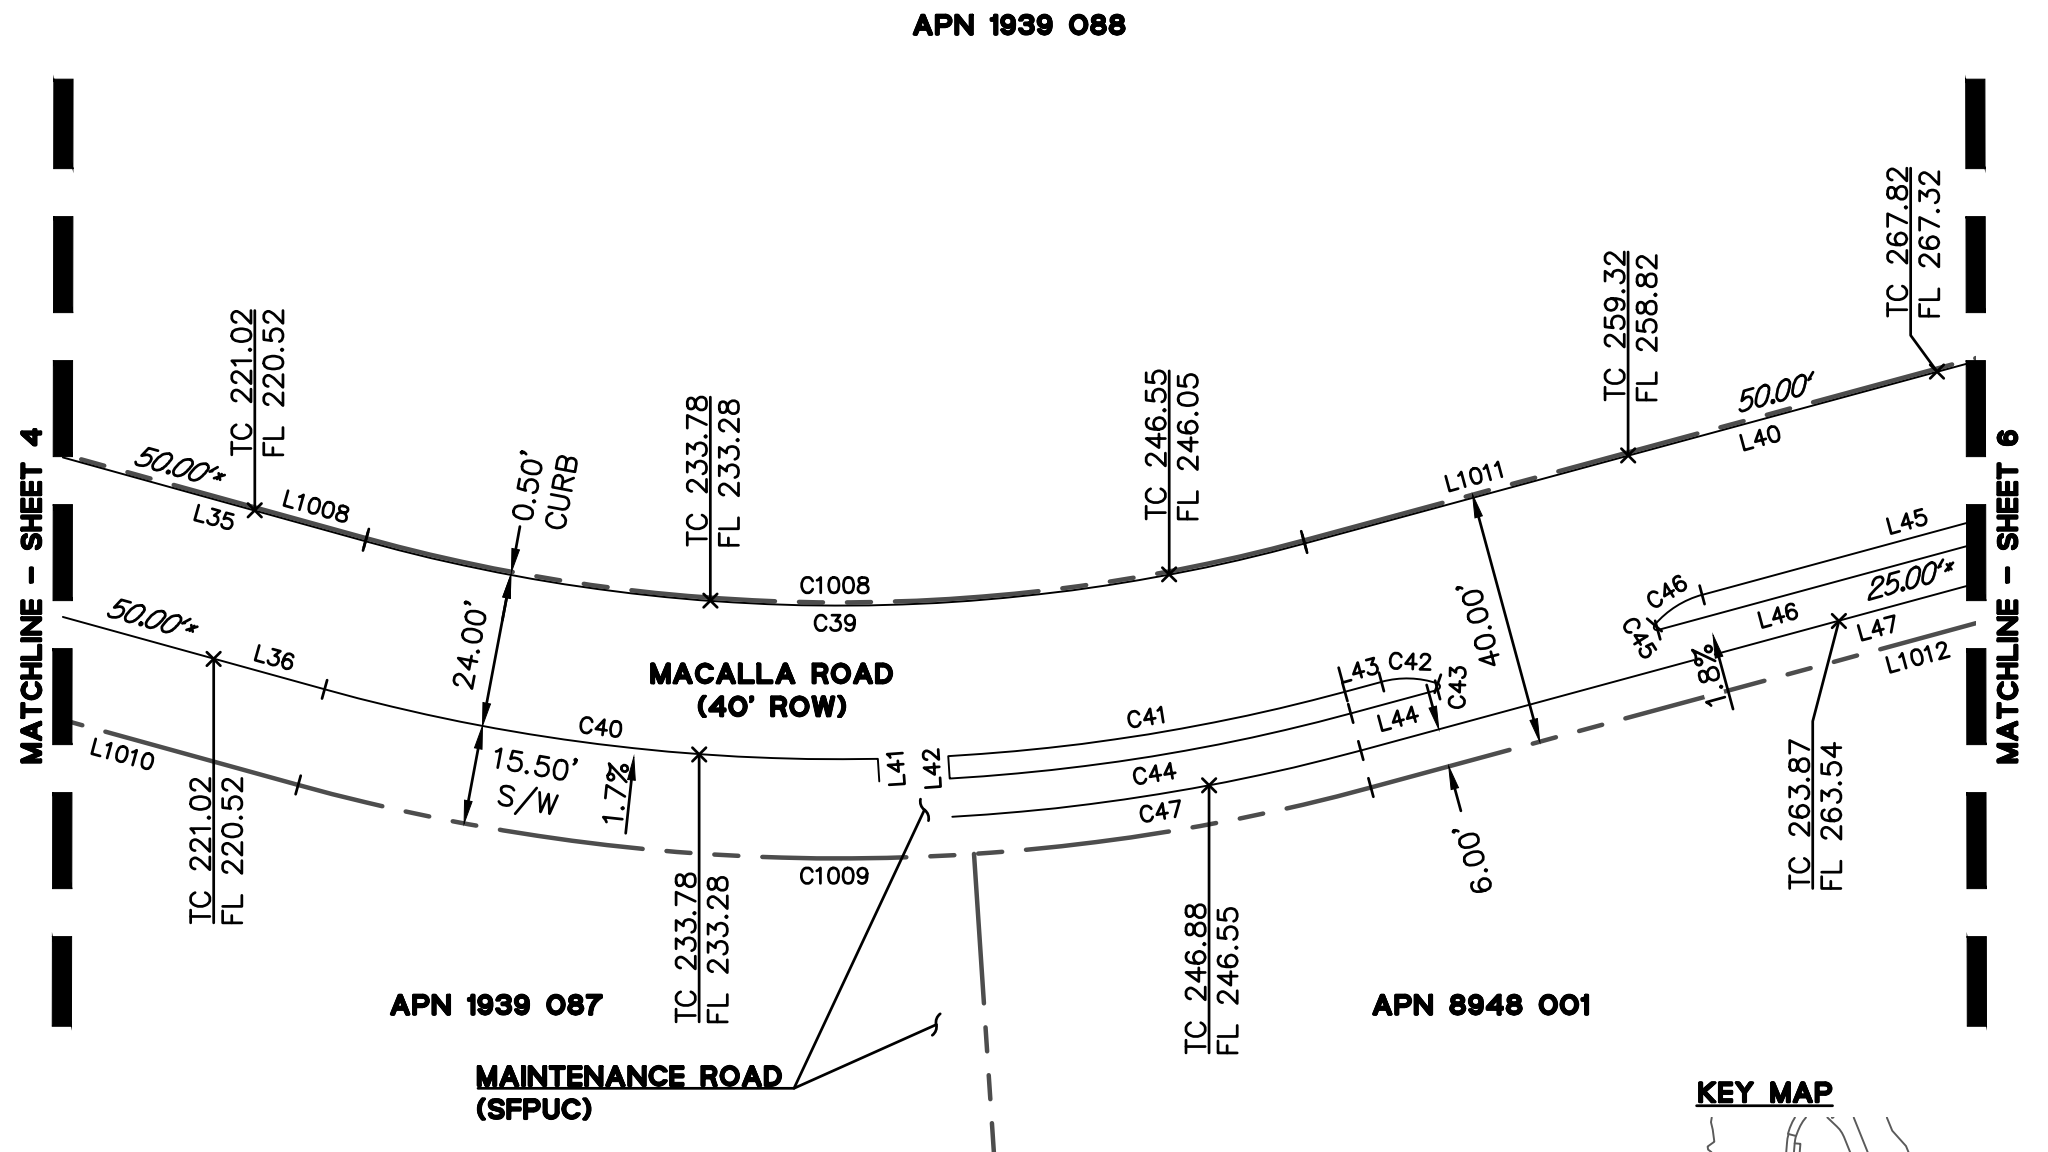 APN 1939 088
MATCHLINE - SHEET 4
MATCHLINE - SHEET 6
TC 221.02
FL 220.52
TC 233.78
FL 233.28
TC 246.55
FL 246.05
TC 259.32
FL 258.82
TC 267.82
FL 267.32
50.00'*
L35
L1008
0.50'
CURB
C1008
C39
L1011
50.00'
L40
50.00'*
L36
24.00'
MACALLA ROAD
(40' ROW)
40.00'
L45
C46
C45
25.00'*
L46
L47
L1012
1.8%
L1010
C40
15.50'
S/W
1.7%
L41
L42
C41
L43
C42
C43
L44
C44
C47
C1009
6.00'
TC 221.02
FL 220.52
TC 233.78
FL 233.28
TC 246.88
FL 246.55
TC 263.87
FL 263.54
APN 1939 087
APN 8948 001
MAINTENANCE ROAD
(SFPUC)
KEY MAP